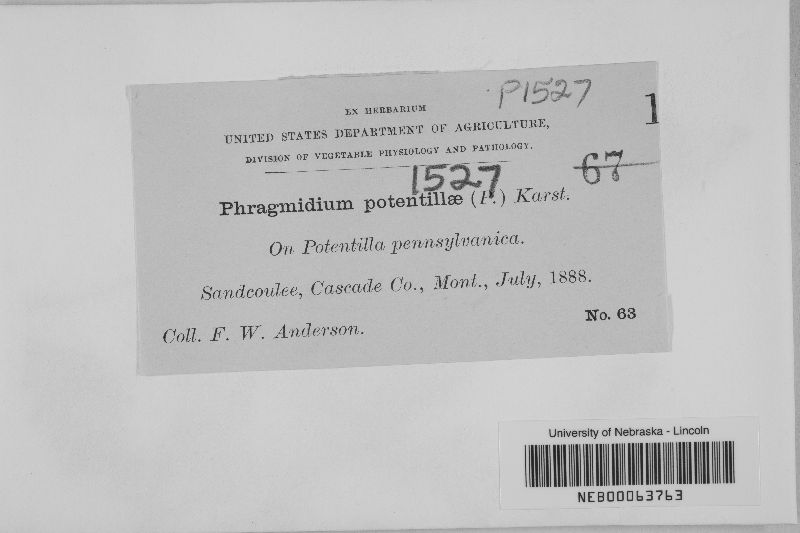 P1527
1
EX HERBARIUM
UNITED STATES DEPARTMENT OF AGRICULTURE,
DIVISION OF VEGETABLE PHYSIOLOGY AND PATHOLOGY.
1527
67
Phragmidium potentillæ (P.) Karst.
On Potentilla pennsylvanica.
Sandcoulee, Cascade Co., Mont., July, 1888.
Coll. F. W. Anderson.
No. 63
University of Nebraska - Lincoln
NEB00063763